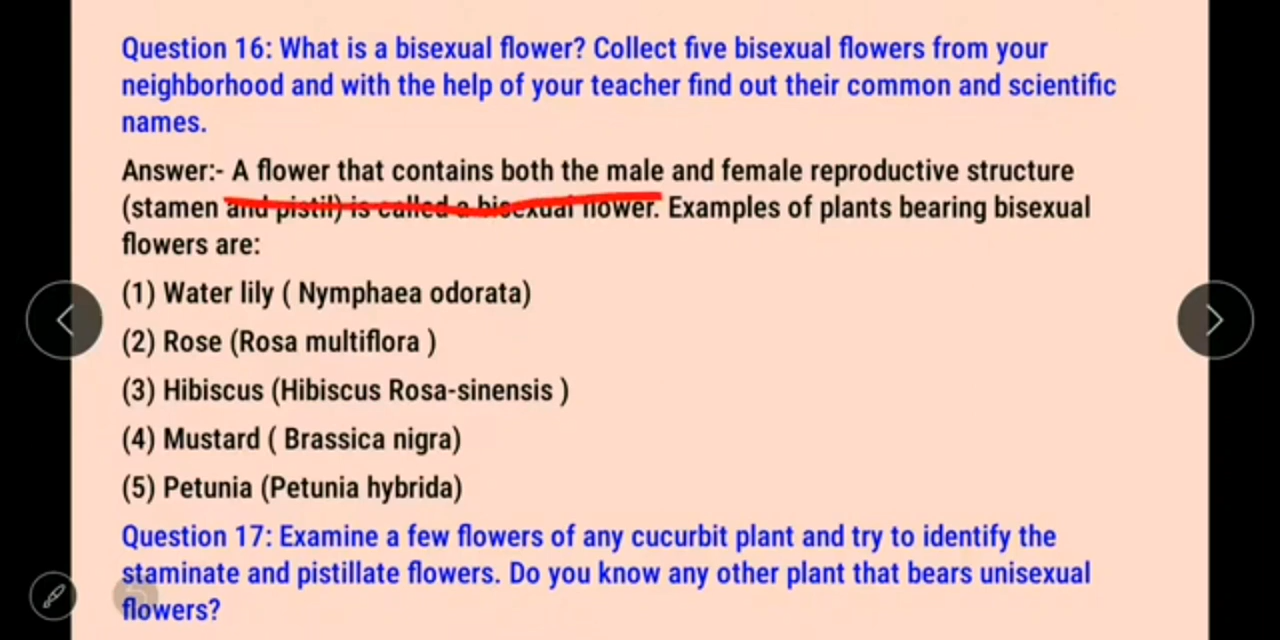 Question 16: What is a bisexual flower? Collect five bisexual flowers from your
neighborhood and with the help of your teacher find out their common and scientific
names.
Answer:- A flower that contains both the male and female reproductive structure
(stamen and pistil) is called a bisexual flower. Examples of plants bearing bisexual
flowers are:
(1) Water lily ( Nymphaea odorata)
(2) Rose (Rosa multiflora )
(3) Hibiscus (Hibiscus Rosa-sinensis )
(4) Mustard ( Brassica nigra)
(5) Petunia (Petunia hybrida)
Question 17: Examine a few flowers of any cucurbit plant and try to identify the
staminate and pistillate flowers. Do you know any other plant that bears unisexual
flowers?